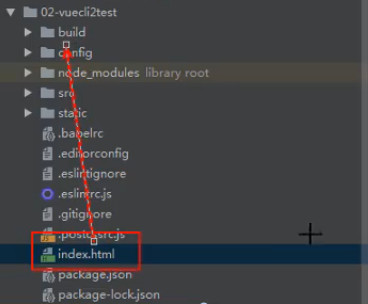 02-vuecli2test
build
config
node_modules library root
src
static
.babelrc
.editorconfig
.eslintignore
.eslintrc.js
.gitignore
.postcssrc.js
index.html
package.json
package-lock.json